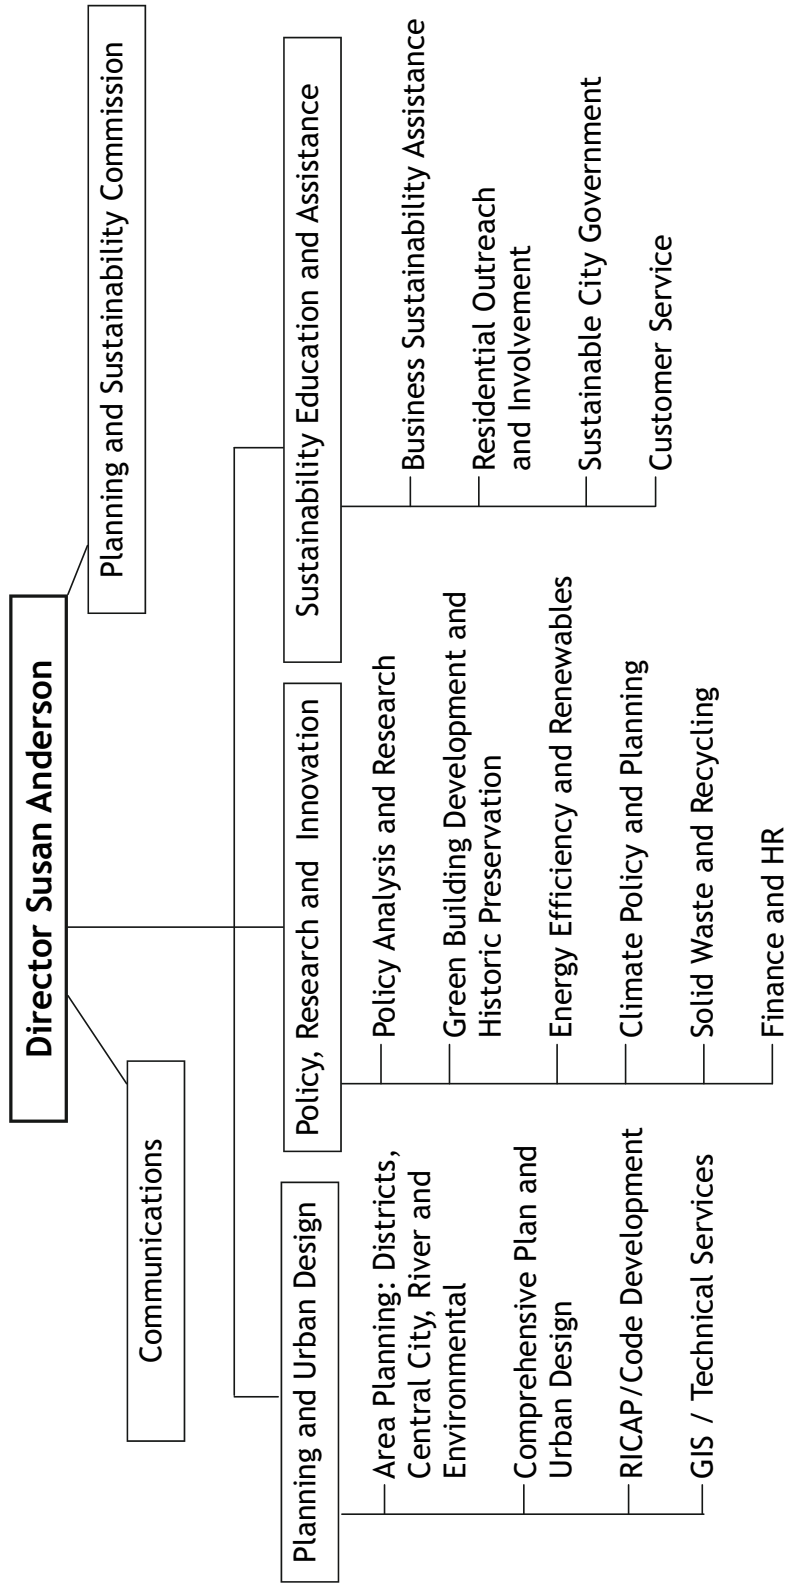 Director Susan Anderson
Planning and Sustainability Commission
Communications
Planning and Urban Design
Area Planning: Districts,
Central City, River and
Environmental
Comprehensive Plan and
Urban Design
RICAP/Code Development
GIS / Technical Services
Policy, Research and Innovation
Policy Analysis and Research
Green Building Development and
Historic Preservation
Energy Efficiency and Renewables
Climate Policy and Planning
Solid Waste and Recycling
Finance and HR
Sustainability Education and Assistance
Business Sustainability Assistance
Residential Outreach
and Involvement
Sustainable City Government
Customer Service